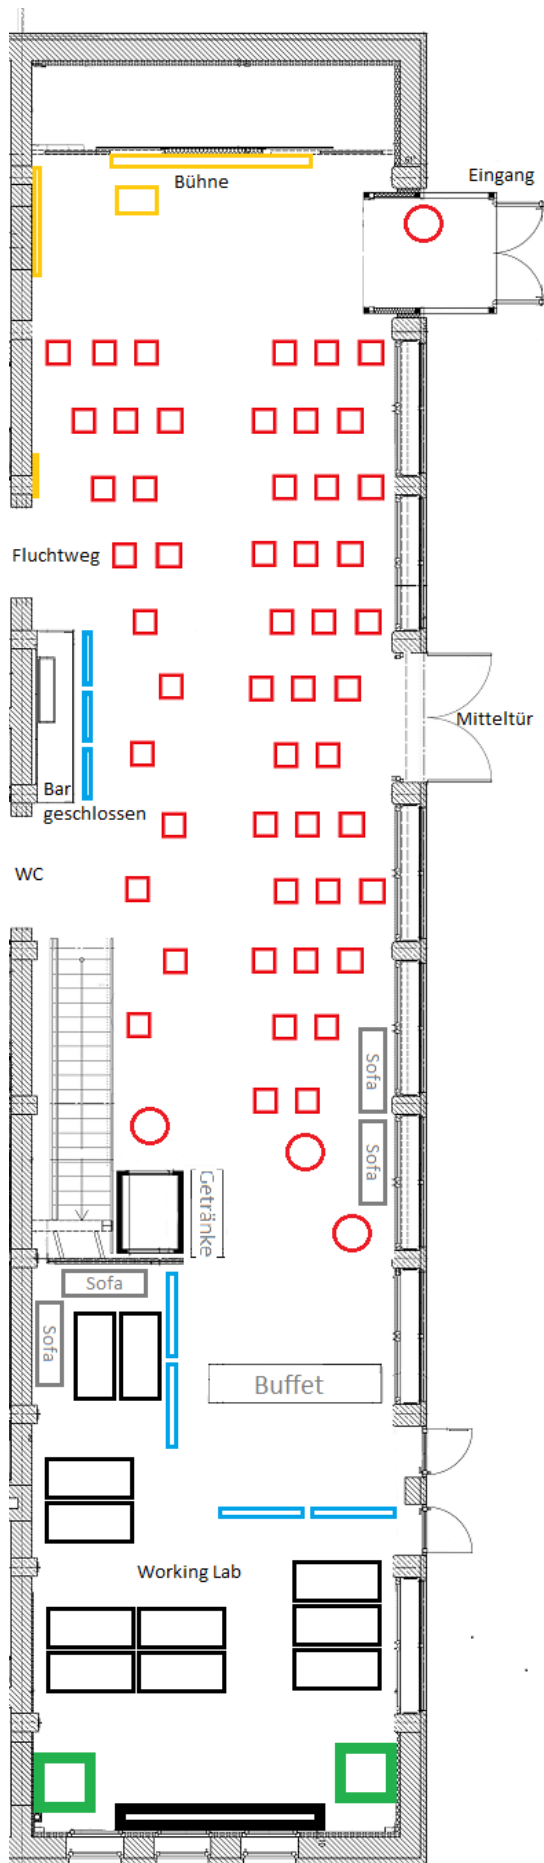 Eingang
Bühne
Fluchtweg
Mitteltür
Bar
geschlossen
WC
Sofa
Sofa
Getränke
Sofa
Sofa
Buffet
Working Lab